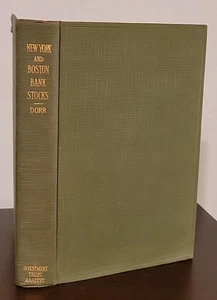 NEW YORK
AND
BOSTON
BANK
STOCKS
DORR
INVESTMENT
TRUST
ANALYST